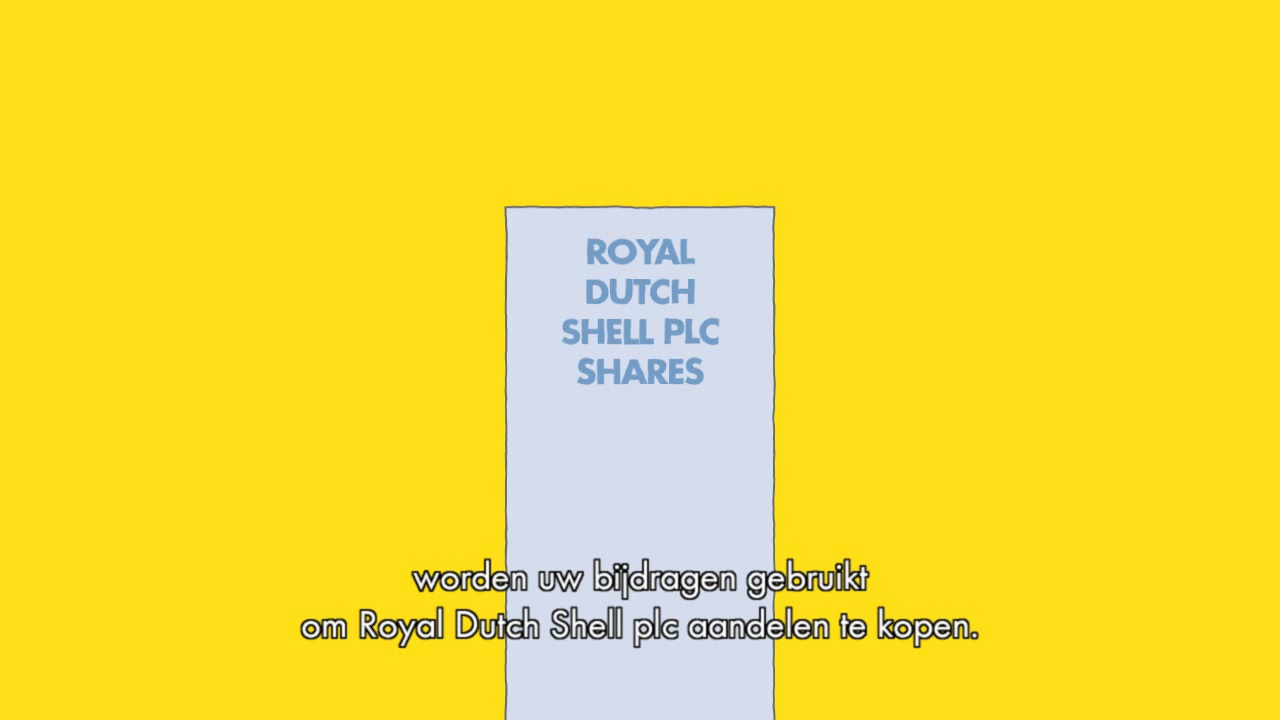 ROYAL
DUTCH
SHELL PLC
SHARES
worden uw bijdragen gebruikt
om Royal Dutch Shell plc aandelen te kopen.